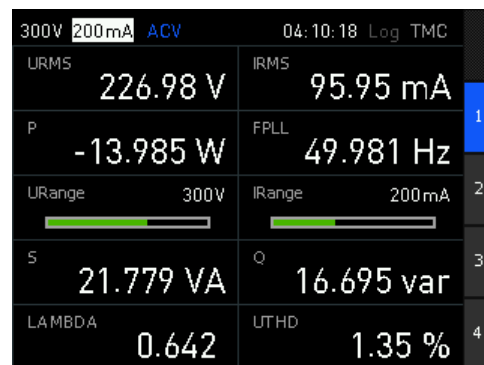 300V 200mA ACV 04:10:18 Log TMC
URMS 226.98 V IRMS 95.95 mA
P -13.985 W FPLL 49.981 Hz
URange 300V IRange 200mA
S 21.779 VA Q 16.695 var
LAMBDA 0.642 UTHD 1.35 %
1
2
3
4